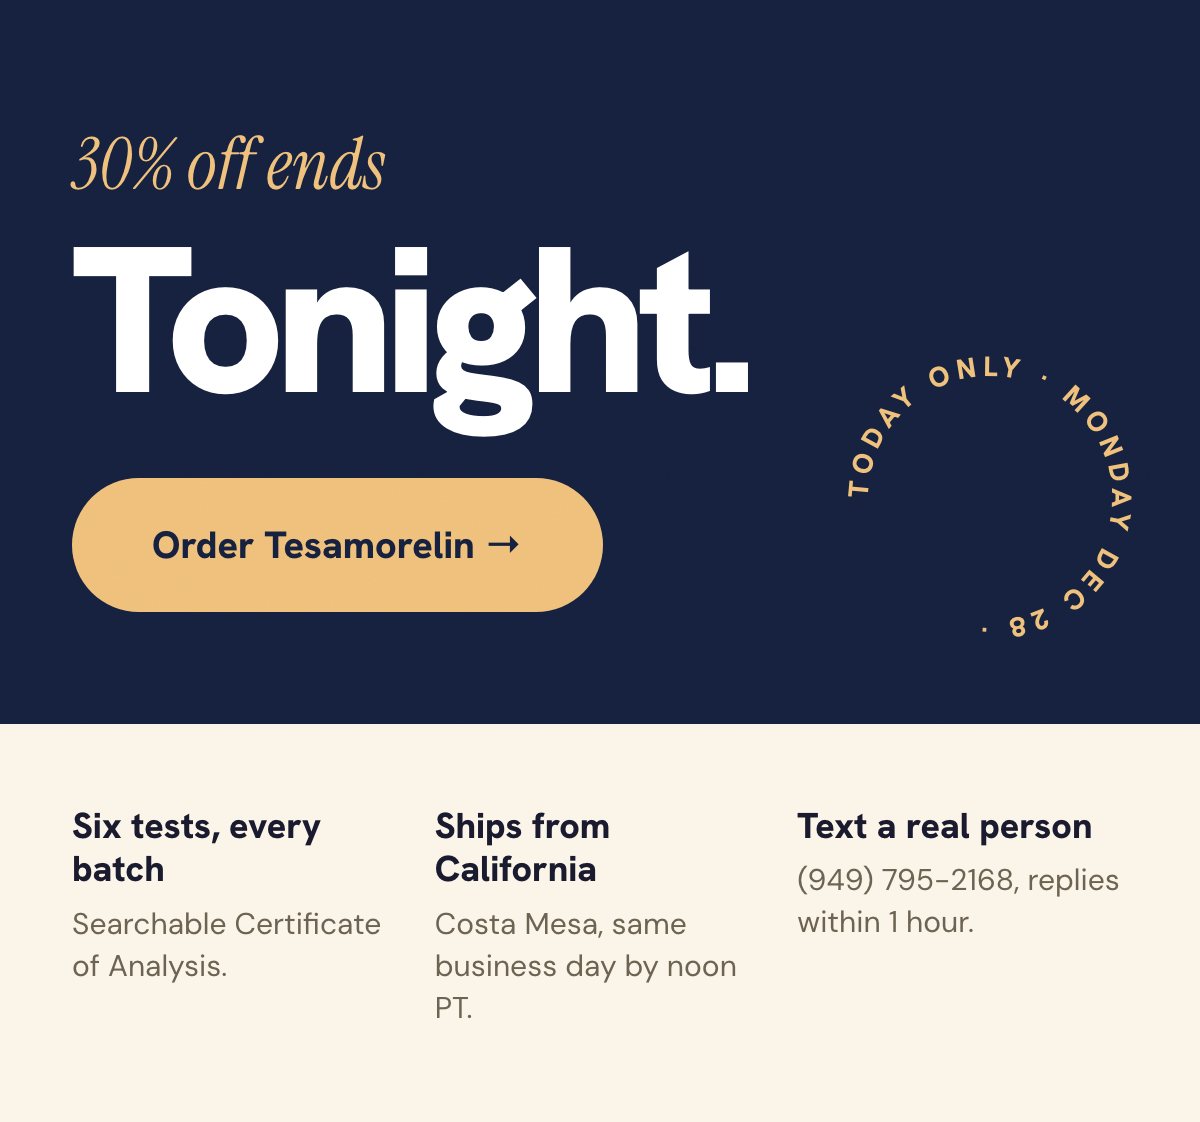 30% off ends
Tonight.
TODAY ONLY · MONDAY DEC 28 ·
Order Tesamorelin →
Six tests, every
batch
Searchable Certificate
of Analysis.
Ships from
California
Costa Mesa, same
business day by noon
PT.
Text a real person
(949) 795-2168, replies
within 1 hour.